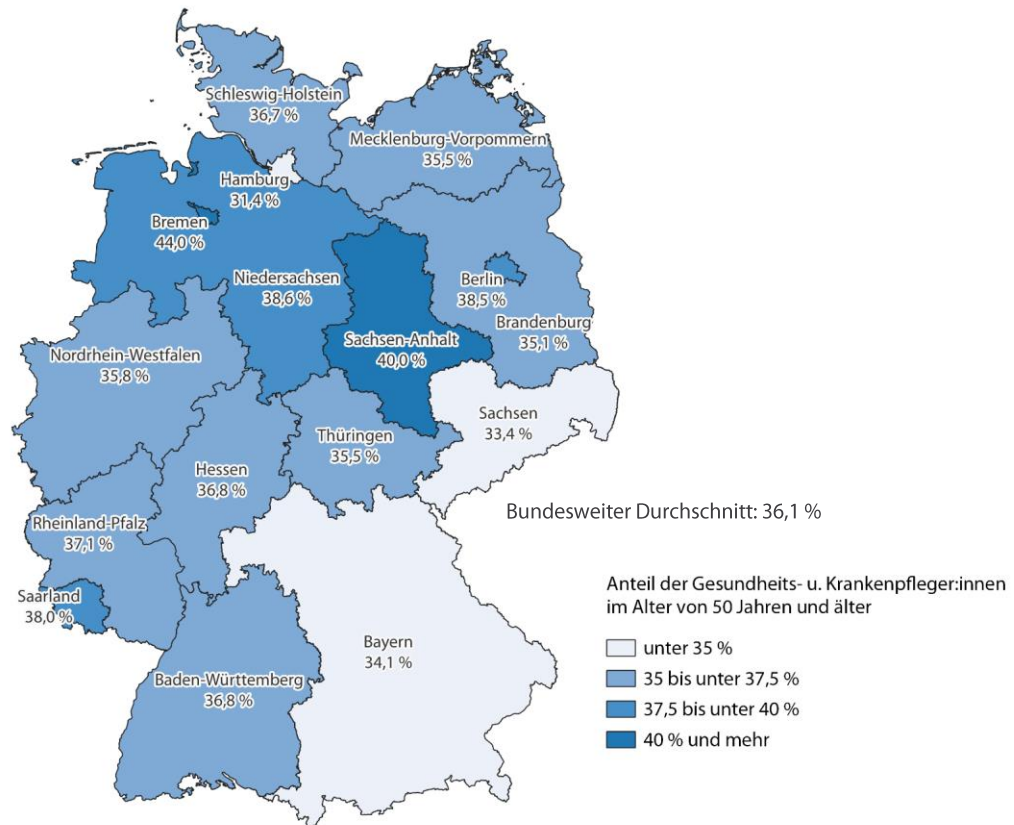 Schleswig-Holstein
36,7 %
Mecklenburg-Vorpommern
35,5 %
Hamburg
31,4 %
Bremen
44,0 %
Niedersachsen
38,6 %
Berlin
38,5 %
Brandenburg
35,1 %
Sachsen-Anhalt
40,0 %
Nordrhein-Westfalen
35,8 %
Sachsen
33,4 %
Thüringen
35,5 %
Hessen
36,8 %
Rheinland-Pfalz
37,1 %
Saarland
38,0 %
Bayern
34,1 %
Baden-Württemberg
36,8 %
Bundesweiter Durchschnitt: 36,1 %
Anteil der Gesundheits- u. Krankenpfleger:innen
im Alter von 50 Jahren und älter
unter 35 %
35 bis unter 37,5 %
37,5 bis unter 40 %
40 % und mehr